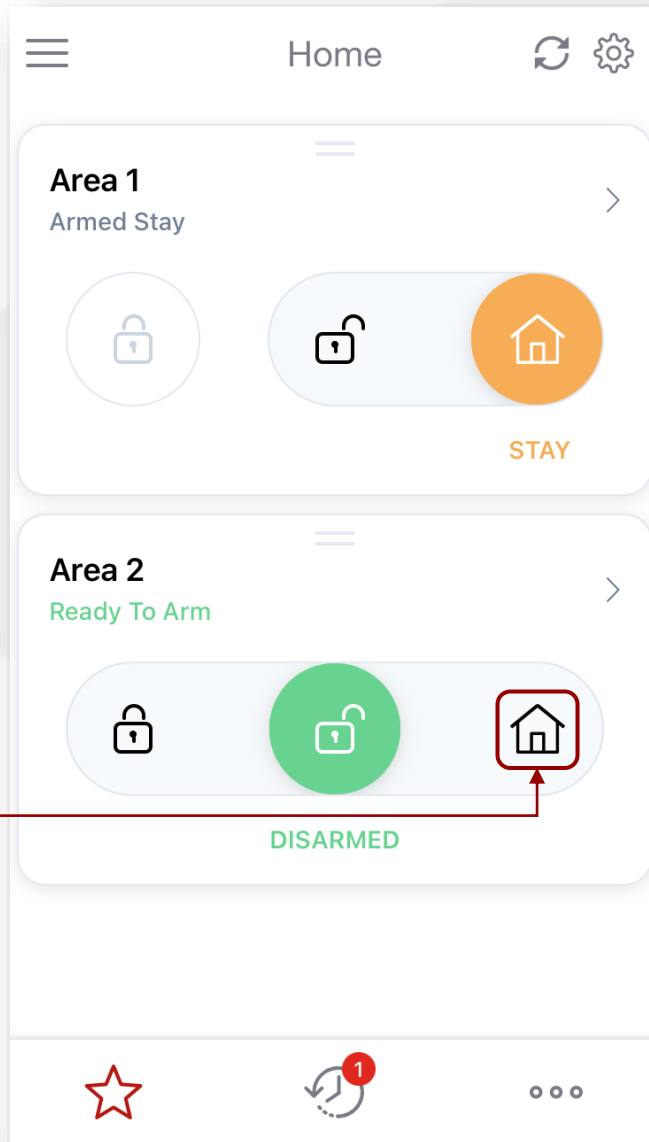 Home
Area 1
Armed Stay
STAY
Area 2
Ready To Arm
DISARMED
1